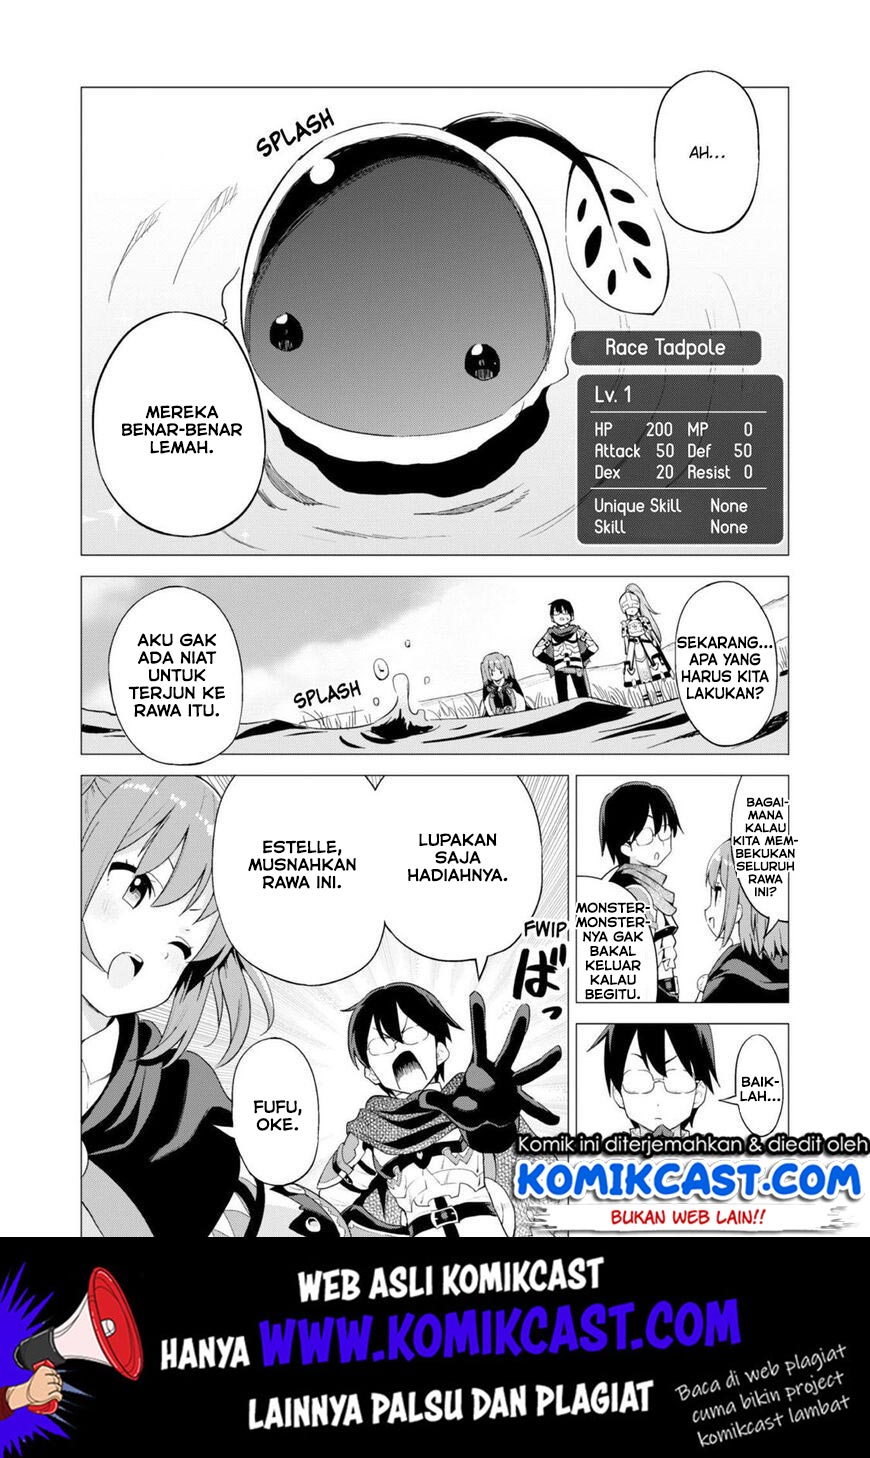 SPLASH
AH...
Race Tadpole
Lv. 1
HP 200 MP 0
Attack 50 Def 50
Dex 20 Resist 0
Unique Skill None
Skill None
MEREKA
BENAR-BENAR
LEMAH.
SEKARANG...
APA YANG
HARUS KITA
LAKUKAN?
SPLASH
AKU GAK
ADA NIAT
UNTUK
TERJUN KE
RAWA ITU.
BAGAI-
MANA
KALAU
KITA MEM-
BEKUKAN
SELURUH
RAWA
INI?
MONSTER-
MONSTER-
NYA GAK
BAKAL
KELUAR
KALAU
BEGITU.
BAIK-
LAH...
LUPAKAN
SAJA
HADIAHNYA.
ESTELLE,
MUSNAHKAN
RAWA INI.
FWIP
ばっ
FUFU,
OKE.
Komik ini diterjemahkan & diedit oleh
KOMIKCAST.COM
BUKAN WEB LAIN!!
WEB ASLI KOMIKCAST
HANYA WWW.KOMIKCAST.COM
LAINNYA PALSU DAN PLAGIAT
Baca di web plagiat
cuma bikin project
komikcast lambat